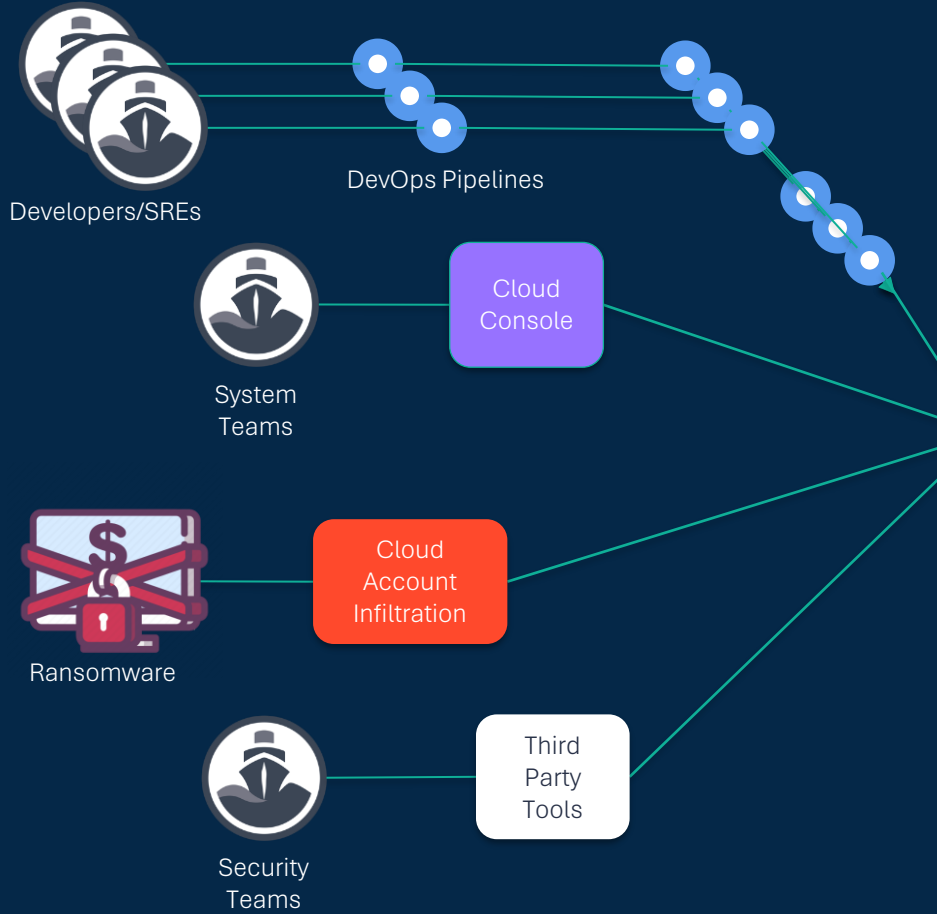 DevOps Pipelines
Developers/SREs
Cloud
Console
System
Teams
Cloud
Account
Infiltration
Ransomware
Third
Party
Tools
Security
Teams